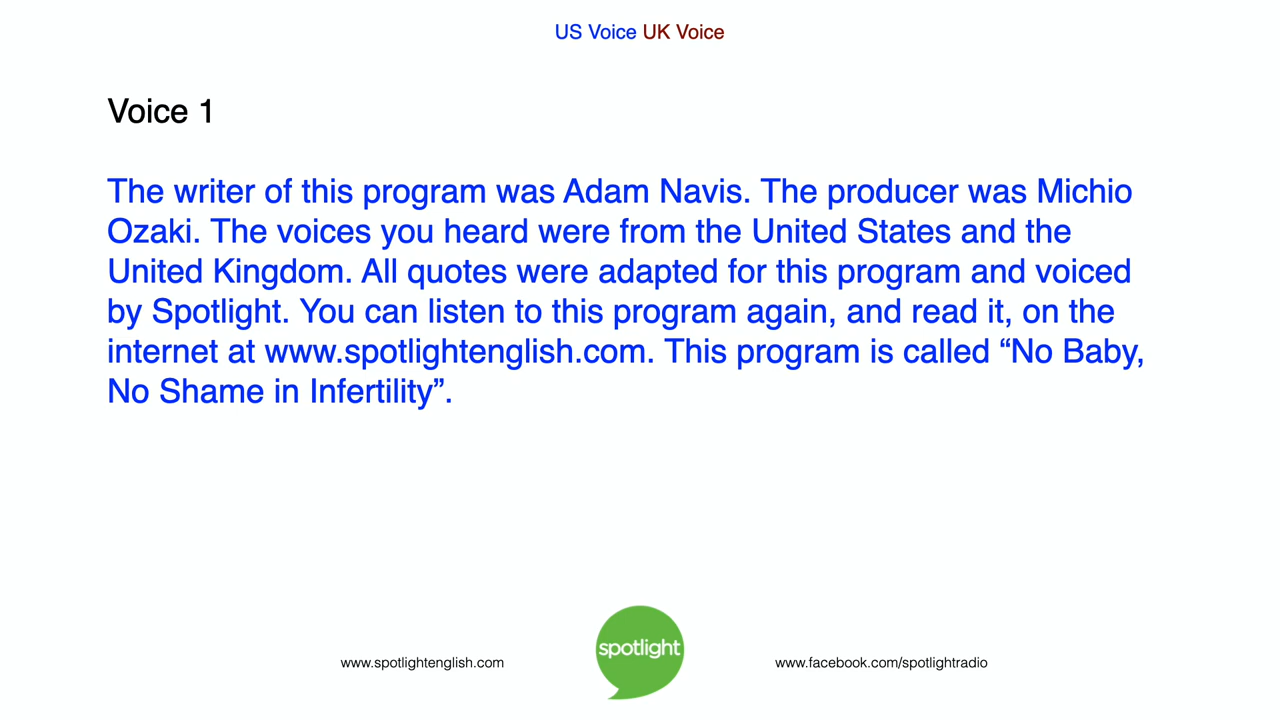 US Voice UK Voice
Voice 1
The writer of this program was Adam Navis. The producer was Michio
Ozaki. The voices you heard were from the United States and the
United Kingdom. All quotes were adapted for this program and voiced
by Spotlight. You can listen to this program again, and read it, on the
internet at www.spotlightenglish.com. This program is called “No Baby,
No Shame in Infertility”.
spotlight
www.spotlightenglish.com
www.facebook.com/spotlightradio